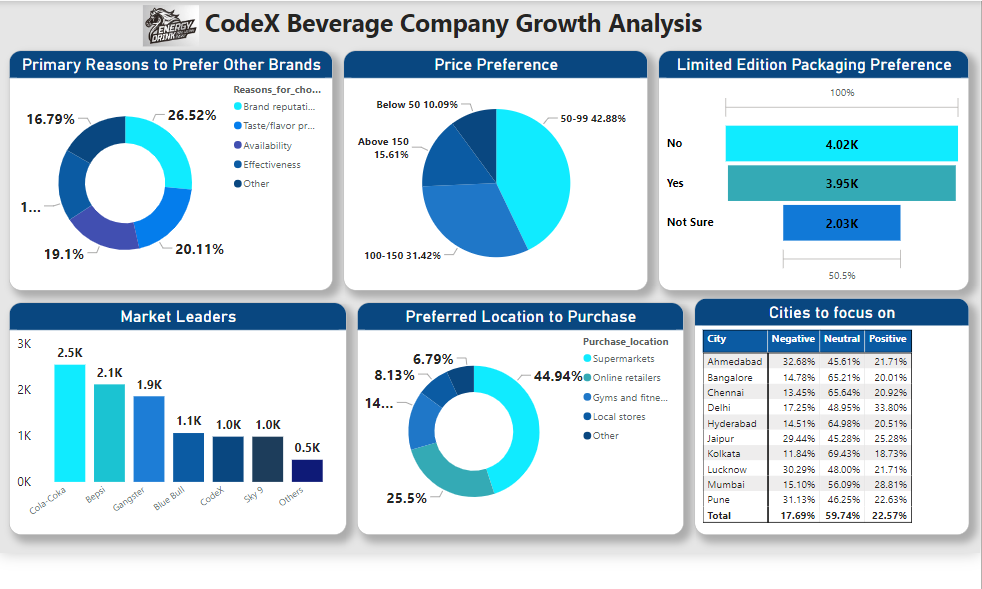 ENERGY
DRINK
CodeX Beverage Company Growth Analysis
Primary Reasons to Prefer Other Brands
Reasons_for_cho...
Brand reputati...
Taste/flavor pr...
Availability
Effectiveness
Other
26.52%
20.11%
19.1%
1...
16.79%
Price Preference
Below 50 10.09%
50-99 42.88%
Above 150
15.61%
100-150 31.42%
Limited Edition Packaging Preference
100%
No 4.02K
Yes 3.95K
Not Sure 2.03K
50.5%
Market Leaders
3K
2K
1K
0K
2.5K
2.1K
1.9K
1.1K
1.0K
1.0K
0.5K
Cola-Coka
Bepsi
Gangster
Blue Bull
CodeX
Sky 9
Others
Preferred Location to Purchase
Purchase_location
Supermarkets
Online retailers
Gyms and fitne...
Local stores
Other
6.79%
8.13%
14...
44.94%
25.5%
Cities to focus on
City Negative Neutral Positive
Ahmedabad 32.68% 45.61% 21.71%
Bangalore 14.78% 65.21% 20.01%
Chennai 13.45% 65.64% 20.92%
Delhi 17.25% 48.95% 33.80%
Hyderabad 14.51% 64.98% 20.51%
Jaipur 29.44% 45.28% 25.28%
Kolkata 11.84% 69.43% 18.73%
Lucknow 30.29% 48.00% 21.71%
Mumbai 15.10% 56.09% 28.81%
Pune 31.13% 46.25% 22.63%
Total 17.69% 59.74% 22.57%